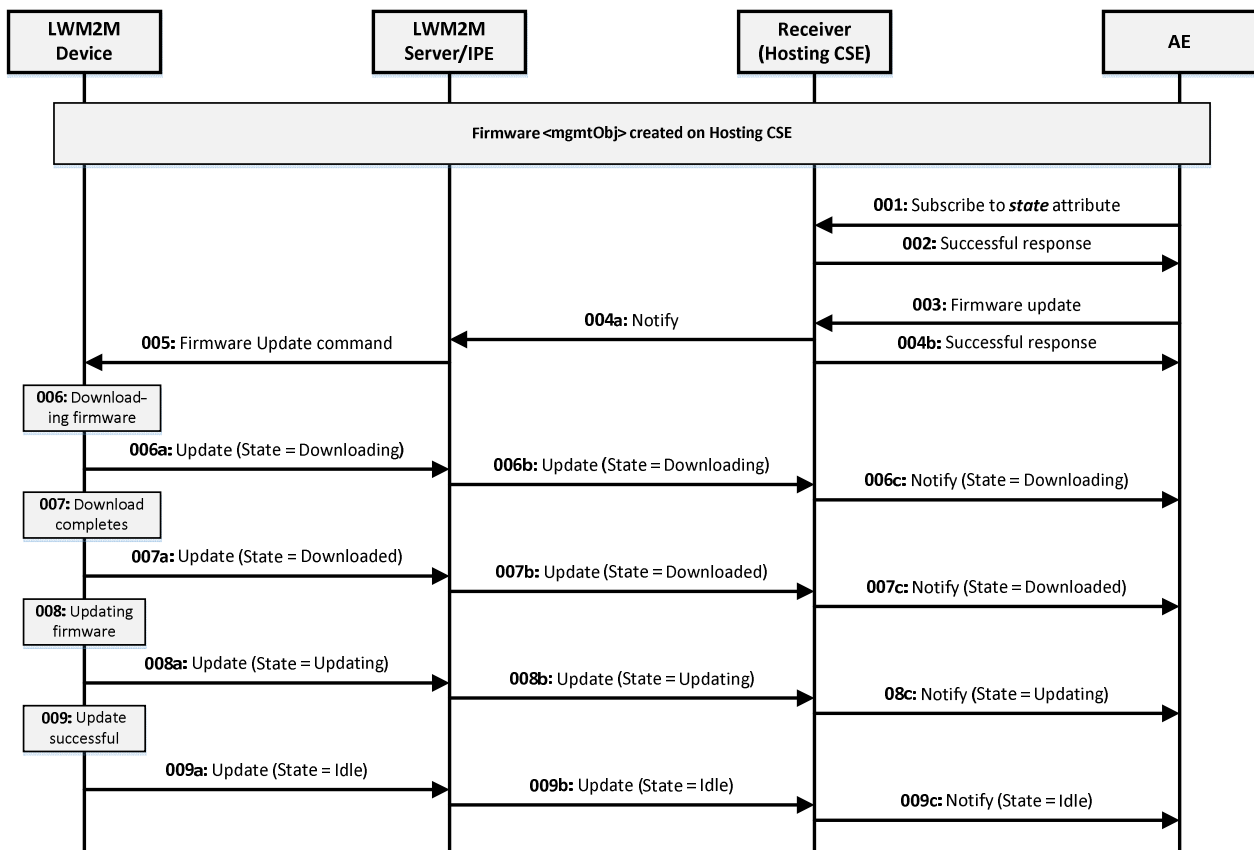 LWM2M
Device
LWM2M
Server/IPE
Receiver
(Hosting CSE)
AE
Firmware <mgmtObj> created on Hosting CSE
001: Subscribe to state attribute
002: Successful response
003: Firmware update
004a: Notify
004b: Successful response
005: Firmware Update command
006: Download-
ing firmware
006a: Update (State = Downloading)
006b: Update (State = Downloading)
006c: Notify (State = Downloading)
007: Download
completes
007a: Update (State = Downloaded)
007b: Update (State = Downloaded)
007c: Notify (State = Downloaded)
008: Updating
firmware
008a: Update (State = Updating)
008b: Update (State = Updating)
08c: Notify (State = Updating)
009: Update
successful
009a: Update (State = Idle)
009b: Update (State = Idle)
009c: Notify (State = Idle)